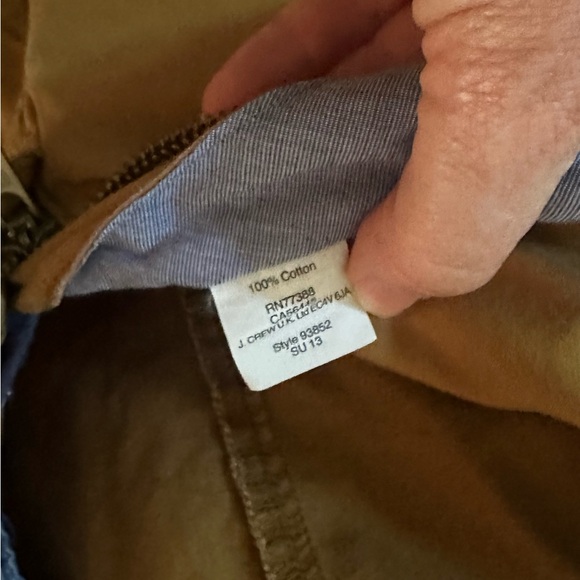 100% Cotton
RN77388
CA56445
J. CREW U.K. Ltd EC4V 6JA
Style 93852
SU 13